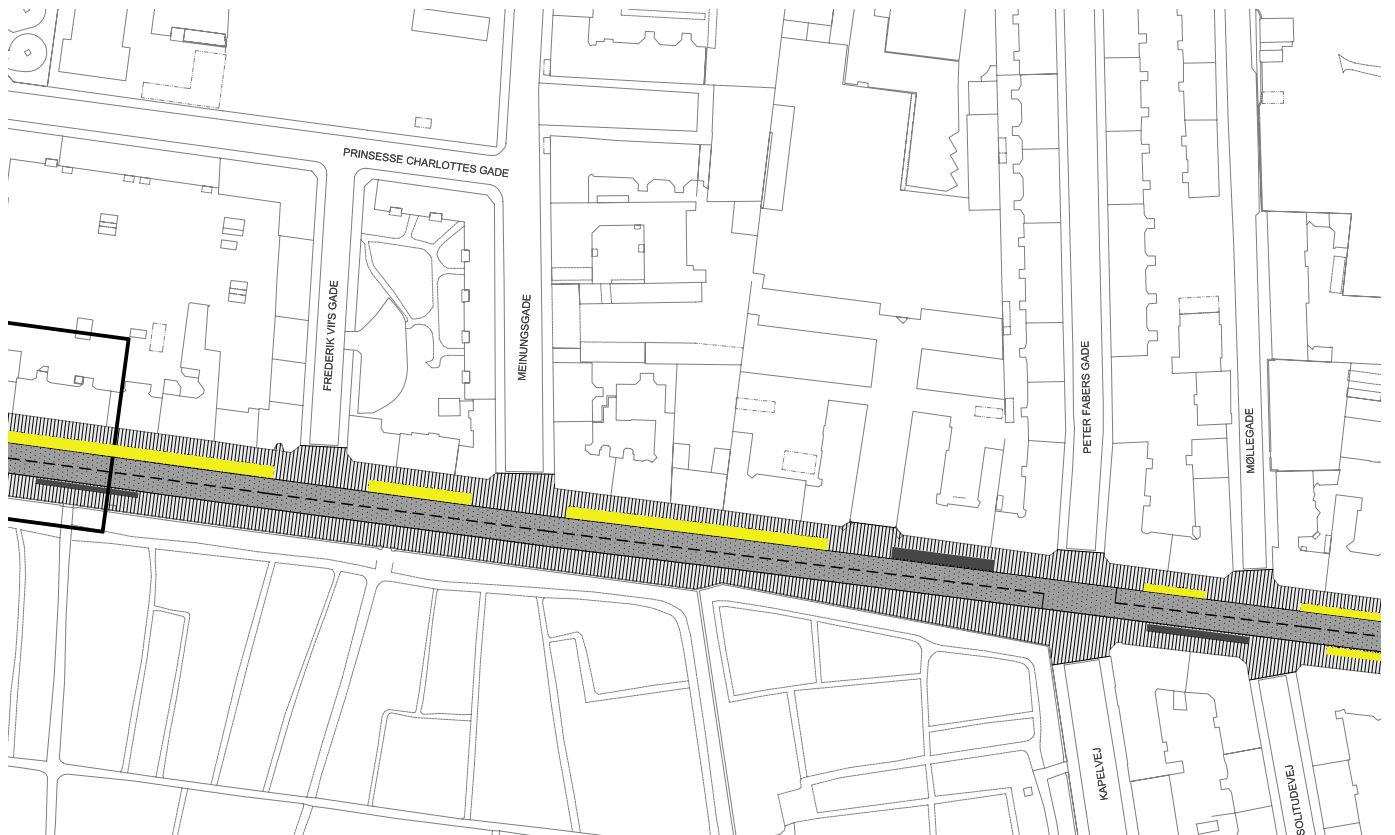 PRINSESSE CHARLOTTES GADE
FREDERIK VII'S GADE
MEINUNGSGADE
PETER FABERS GADE
MØLLEGADE
KAPELVEJ
SOLITUDEVEJ